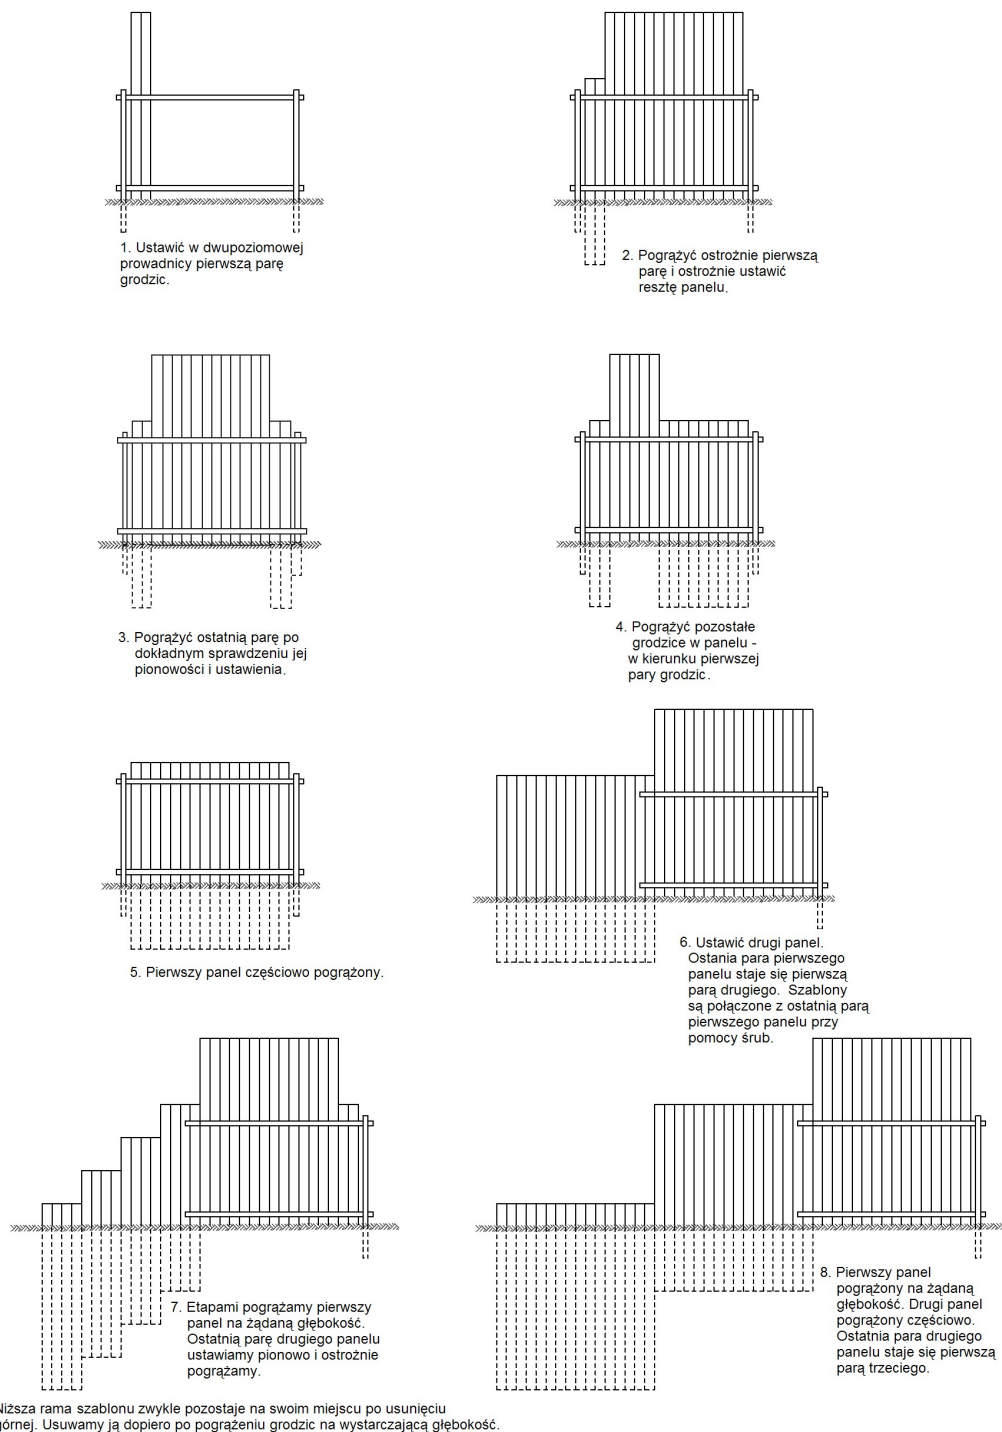 1. Ustawić w dwupoziomowej
prowadnicy pierwszą parę
grodzic.
2. Pogrążyć ostrożnie pierwszą
parę i ostrożnie ustawić
resztę panelu.
3. Pogrążyć ostatnią parę po
dokładnym sprawdzeniu jej
pionowości i ustawienia.
4. Pogrążyć pozostałe
grodzice w panelu -
w kierunku pierwszej
pary grodzic.
5. Pierwszy panel częściowo pogrążony.
6. Ustawić drugi panel.
Ostania para pierwszego
panelu staje się pierwszą
parą drugiego. Szablony
są połączone z ostatnią parą
pierwszego panelu przy
pomocy śrub.
7. Etapami pogrążamy pierwszy
panel na żądaną głębokość.
Ostatnią parę drugiego panelu
ustawiamy pionowo i ostrożnie
pogrążamy.
8. Pierwszy panel
pogrążony na żądaną
głębokość. Drugi panel
pogrążony częściowo.
Ostatnia para drugiego
panelu staje się pierwszą
parą trzeciego.
Niższa rama szablonu zwykle pozostaje na swoim miejscu po usunięciu
górnej. Usuwamy ją dopiero po pogrążeniu grodzic na wystarczającą głębokość.